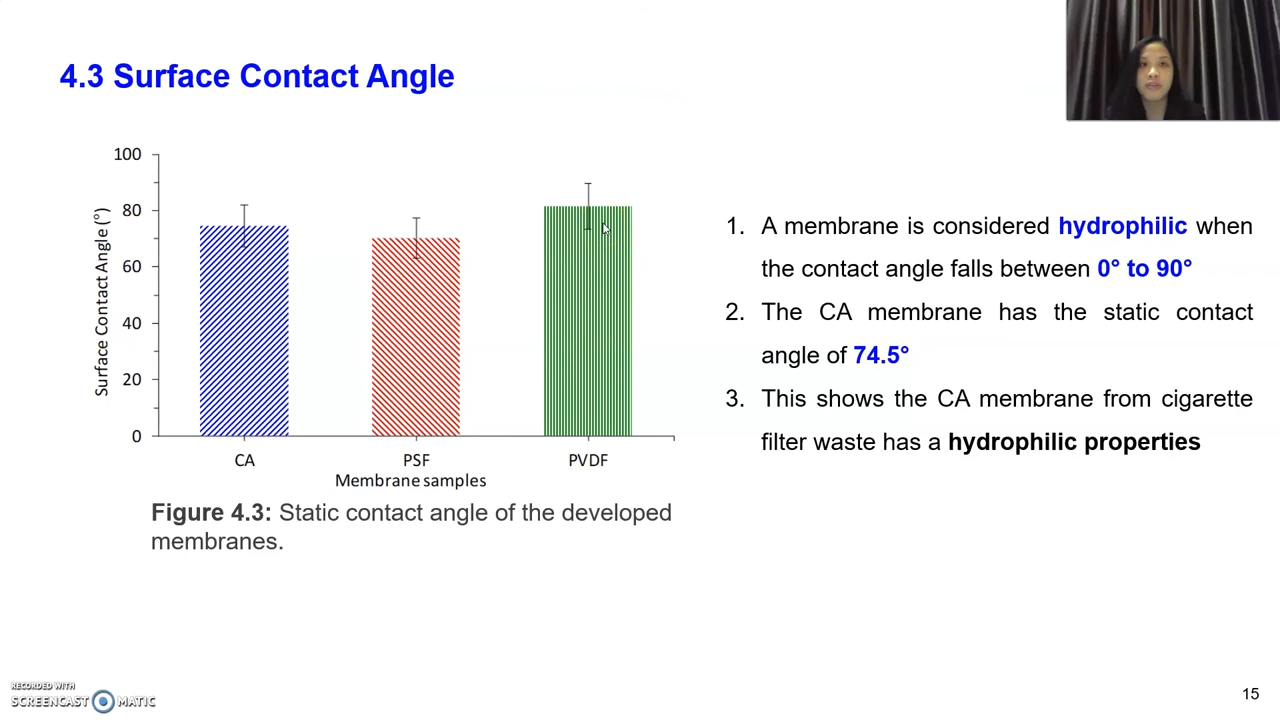 4.3 Surface Contact Angle
100
80
60
40
20
0
Surface Contact Angle (°)
CA
PSF
PVDF
Membrane samples
Figure 4.3: Static contact angle of the developed
membranes.
1. A membrane is considered hydrophilic when
the contact angle falls between 0° to 90°
2. The CA membrane has the static contact
angle of 74.5°
3. This shows the CA membrane from cigarette
filter waste has a hydrophilic properties
RECORDED WITH
SCREENCAST MATIC
15